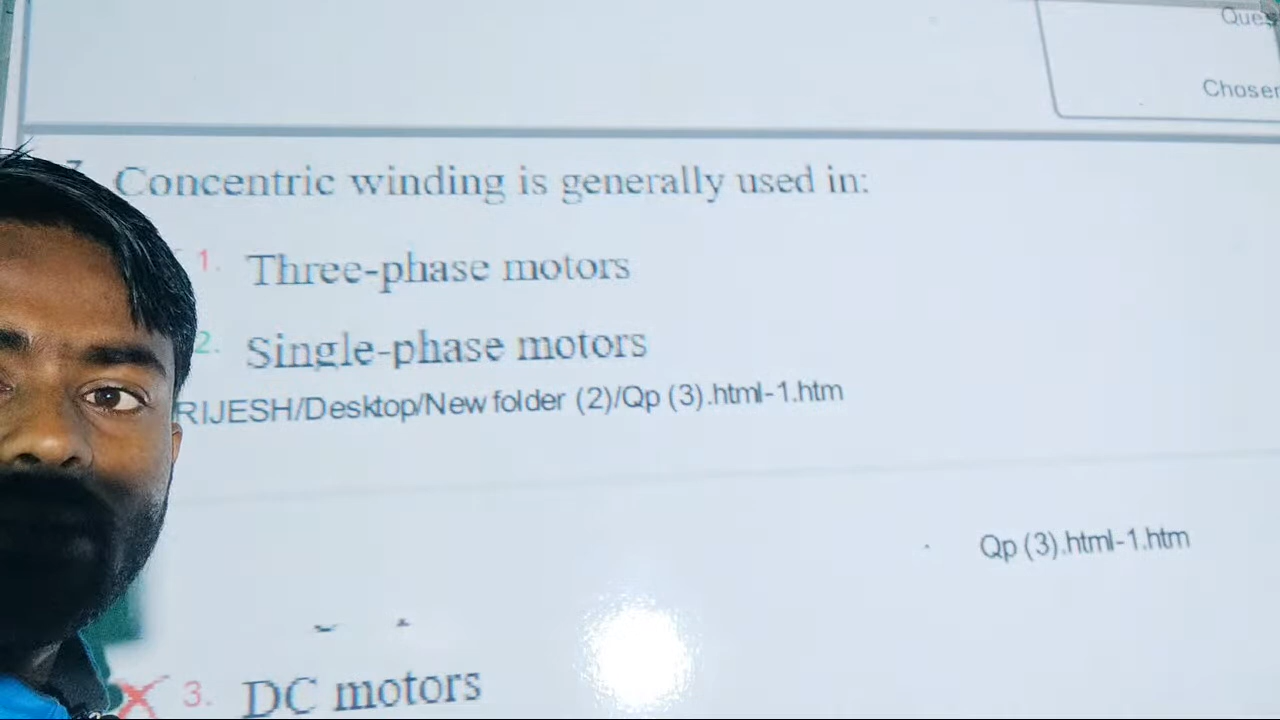 Ques
Chosen
Concentric winding is generally used in:
1. Three-phase motors
2. Single-phase motors
RIJESH/Desktop/New folder (2)/Qp (3).html-1.htm
Qp (3).html-1.htm
3. DC motors